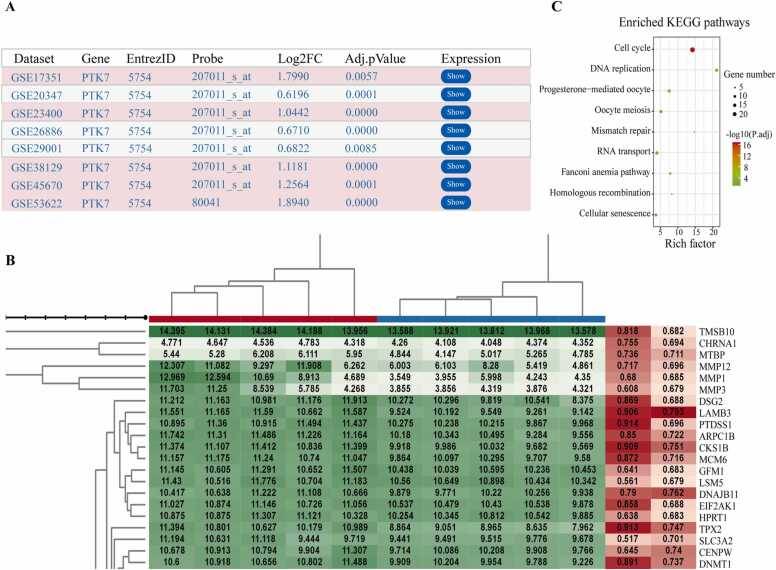 A
Dataset Gene EntrezID Probe Log2FC Adj.pValue Expression
GSE17351 PTK7 5754 207011_s_at 1.7990 0.0057 Show
GSE20347 PTK7 5754 207011_s_at 0.6196 0.0001 Show
GSE23400 PTK7 5754 207011_s_at 1.0442 0.0000 Show
GSE26886 PTK7 5754 207011_s_at 0.6710 0.0000 Show
GSE29001 PTK7 5754 207011_s_at 0.6822 0.0085 Show
GSE38129 PTK7 5754 207011_s_at 1.1181 0.0000 Show
GSE45670 PTK7 5754 207011_s_at 1.2564 0.0001 Show
GSE53622 PTK7 5754 80041 1.8940 0.0000 Show
C
Enriched KEGG pathways
Cell cycle
DNA replication
Progesterone-mediated oocyte
Oocyte meiosis
Mismatch repair
RNA transport
Fanconi anemia pathway
Homologous recombination
Cellular senescence
5 10 15 20
Rich factor
Gene number
5
10
15
20
-log10(P.adj)
16
12
8
4
B
14.395 14.131 14.384 14.188 13.956 13.588 13.921 13.812 13.968 13.578 0.818 0.682 TMSB10
4.771 4.647 4.536 4.783 4.318 4.26 4.108 4.048 4.374 4.352 0.755 0.694 CHRNA1
5.44 5.28 6.208 6.111 5.95 4.844 4.147 5.017 5.265 4.785 0.736 0.711 MTBP
12.307 11.082 9.297 11.908 6.262 6.003 6.103 8.28 5.419 4.861 0.717 0.696 MMP12
12.969 12.594 10.69 8.913 4.689 3.549 3.955 5.998 4.243 4.35 0.68 0.685 MMP1
11.703 11.25 8.539 5.785 4.268 3.855 3.856 4.319 3.876 4.321 0.608 0.679 MMP3
11.212 11.163 10.981 11.176 11.913 10.272 10.296 9.819 10.541 8.375 0.869 0.688 DSG2
11.551 11.165 11.59 10.662 11.587 9.524 10.192 9.549 9.261 9.142 0.906 0.793 LAMB3
10.895 11.36 10.915 11.494 11.437 10.275 10.238 10.215 9.867 9.968 0.914 0.696 PTDSS1
11.742 11.31 11.486 11.226 11.164 10.18 10.343 10.495 9.284 9.556 0.85 0.722 ARPC1B
11.374 11.107 11.412 10.836 11.399 9.918 9.986 10.032 9.682 9.569 0.909 0.751 CKS1B
11.157 11.175 11.24 10.74 11.047 9.864 10.127 10.295 9.707 9.58 0.872 0.716 MCM6
11.145 10.605 11.291 10.652 11.507 10.438 10.039 10.595 10.236 10.453 0.641 0.683 GFM1
11.43 10.516 11.776 10.704 11.183 10.56 10.649 10.898 10.434 10.342 0.561 0.679 LSM5
10.417 10.638 11.222 11.108 10.666 9.879 9.771 10.22 10.256 9.938 0.79 0.762 DNAJB11
11.027 10.874 11.146 10.726 11.056 10.537 10.479 10.43 10.538 9.878 0.858 0.688 EIF2AK1
10.875 10.875 11.307 11.121 10.328 10.254 10.345 10.812 10.542 9.885 0.638 0.683 HPRT1
11.394 10.801 10.627 10.179 10.989 8.864 9.051 8.965 8.635 7.962 0.913 0.747 TPX2
11.194 10.631 11.118 9.444 9.719 9.441 9.491 9.515 9.776 9.678 0.517 0.701 SLC3A2
10.678 10.913 10.794 9.904 11.307 9.714 10.086 10.208 9.908 9.766 0.645 0.74 CENPW
10.6 10.918 10.656 10.802 11.488 9.909 10.204 9.954 9.788 9.226 0.891 0.737 DNMT1